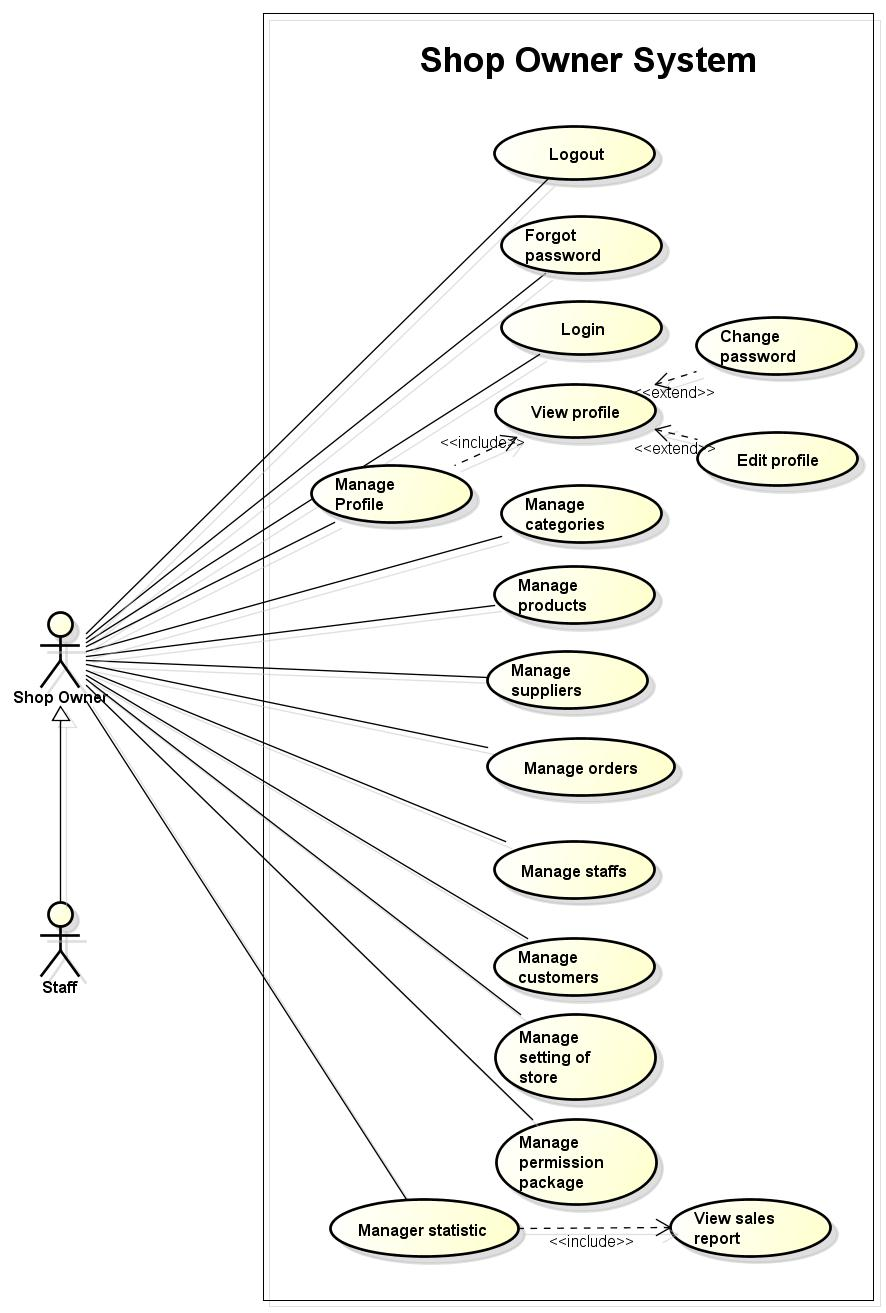 Shop Owner System
Logout
Forgot
password
Login
Change
password
<<extend>>
View profile
<<include>>
<<extend>>
Edit profile
Manage
Profile
Manage
categories
Manage
products
Manage
suppliers
Shop Owner
Manage orders
Manage staffs
Manage
customers
Staff
Manage
setting of
store
Manage
permission
package
Manager statistic
<<include>>
View sales
report